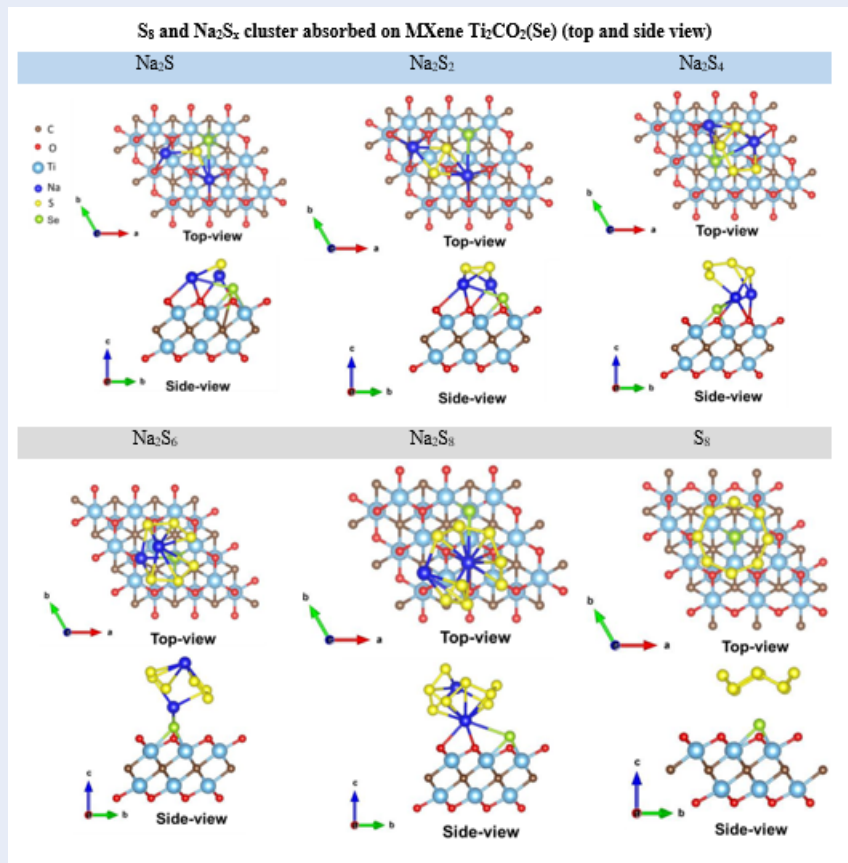 S₈ and Na₂Sₓ cluster absorbed on MXene Ti₂CO₂(Se) (top and side view)
Na₂S Na₂S₂ Na₂S₄
C
O
Ti
Na
S
Se
b a b a b a
Top-view Top-view Top-view
c b c b c b
Side-view Side-view Side-view
Na₂S₆ Na₂S₈ S₈
b a b a b a
Top-view Top-view Top-view
c b c b c b
Side-view Side-view Side-view